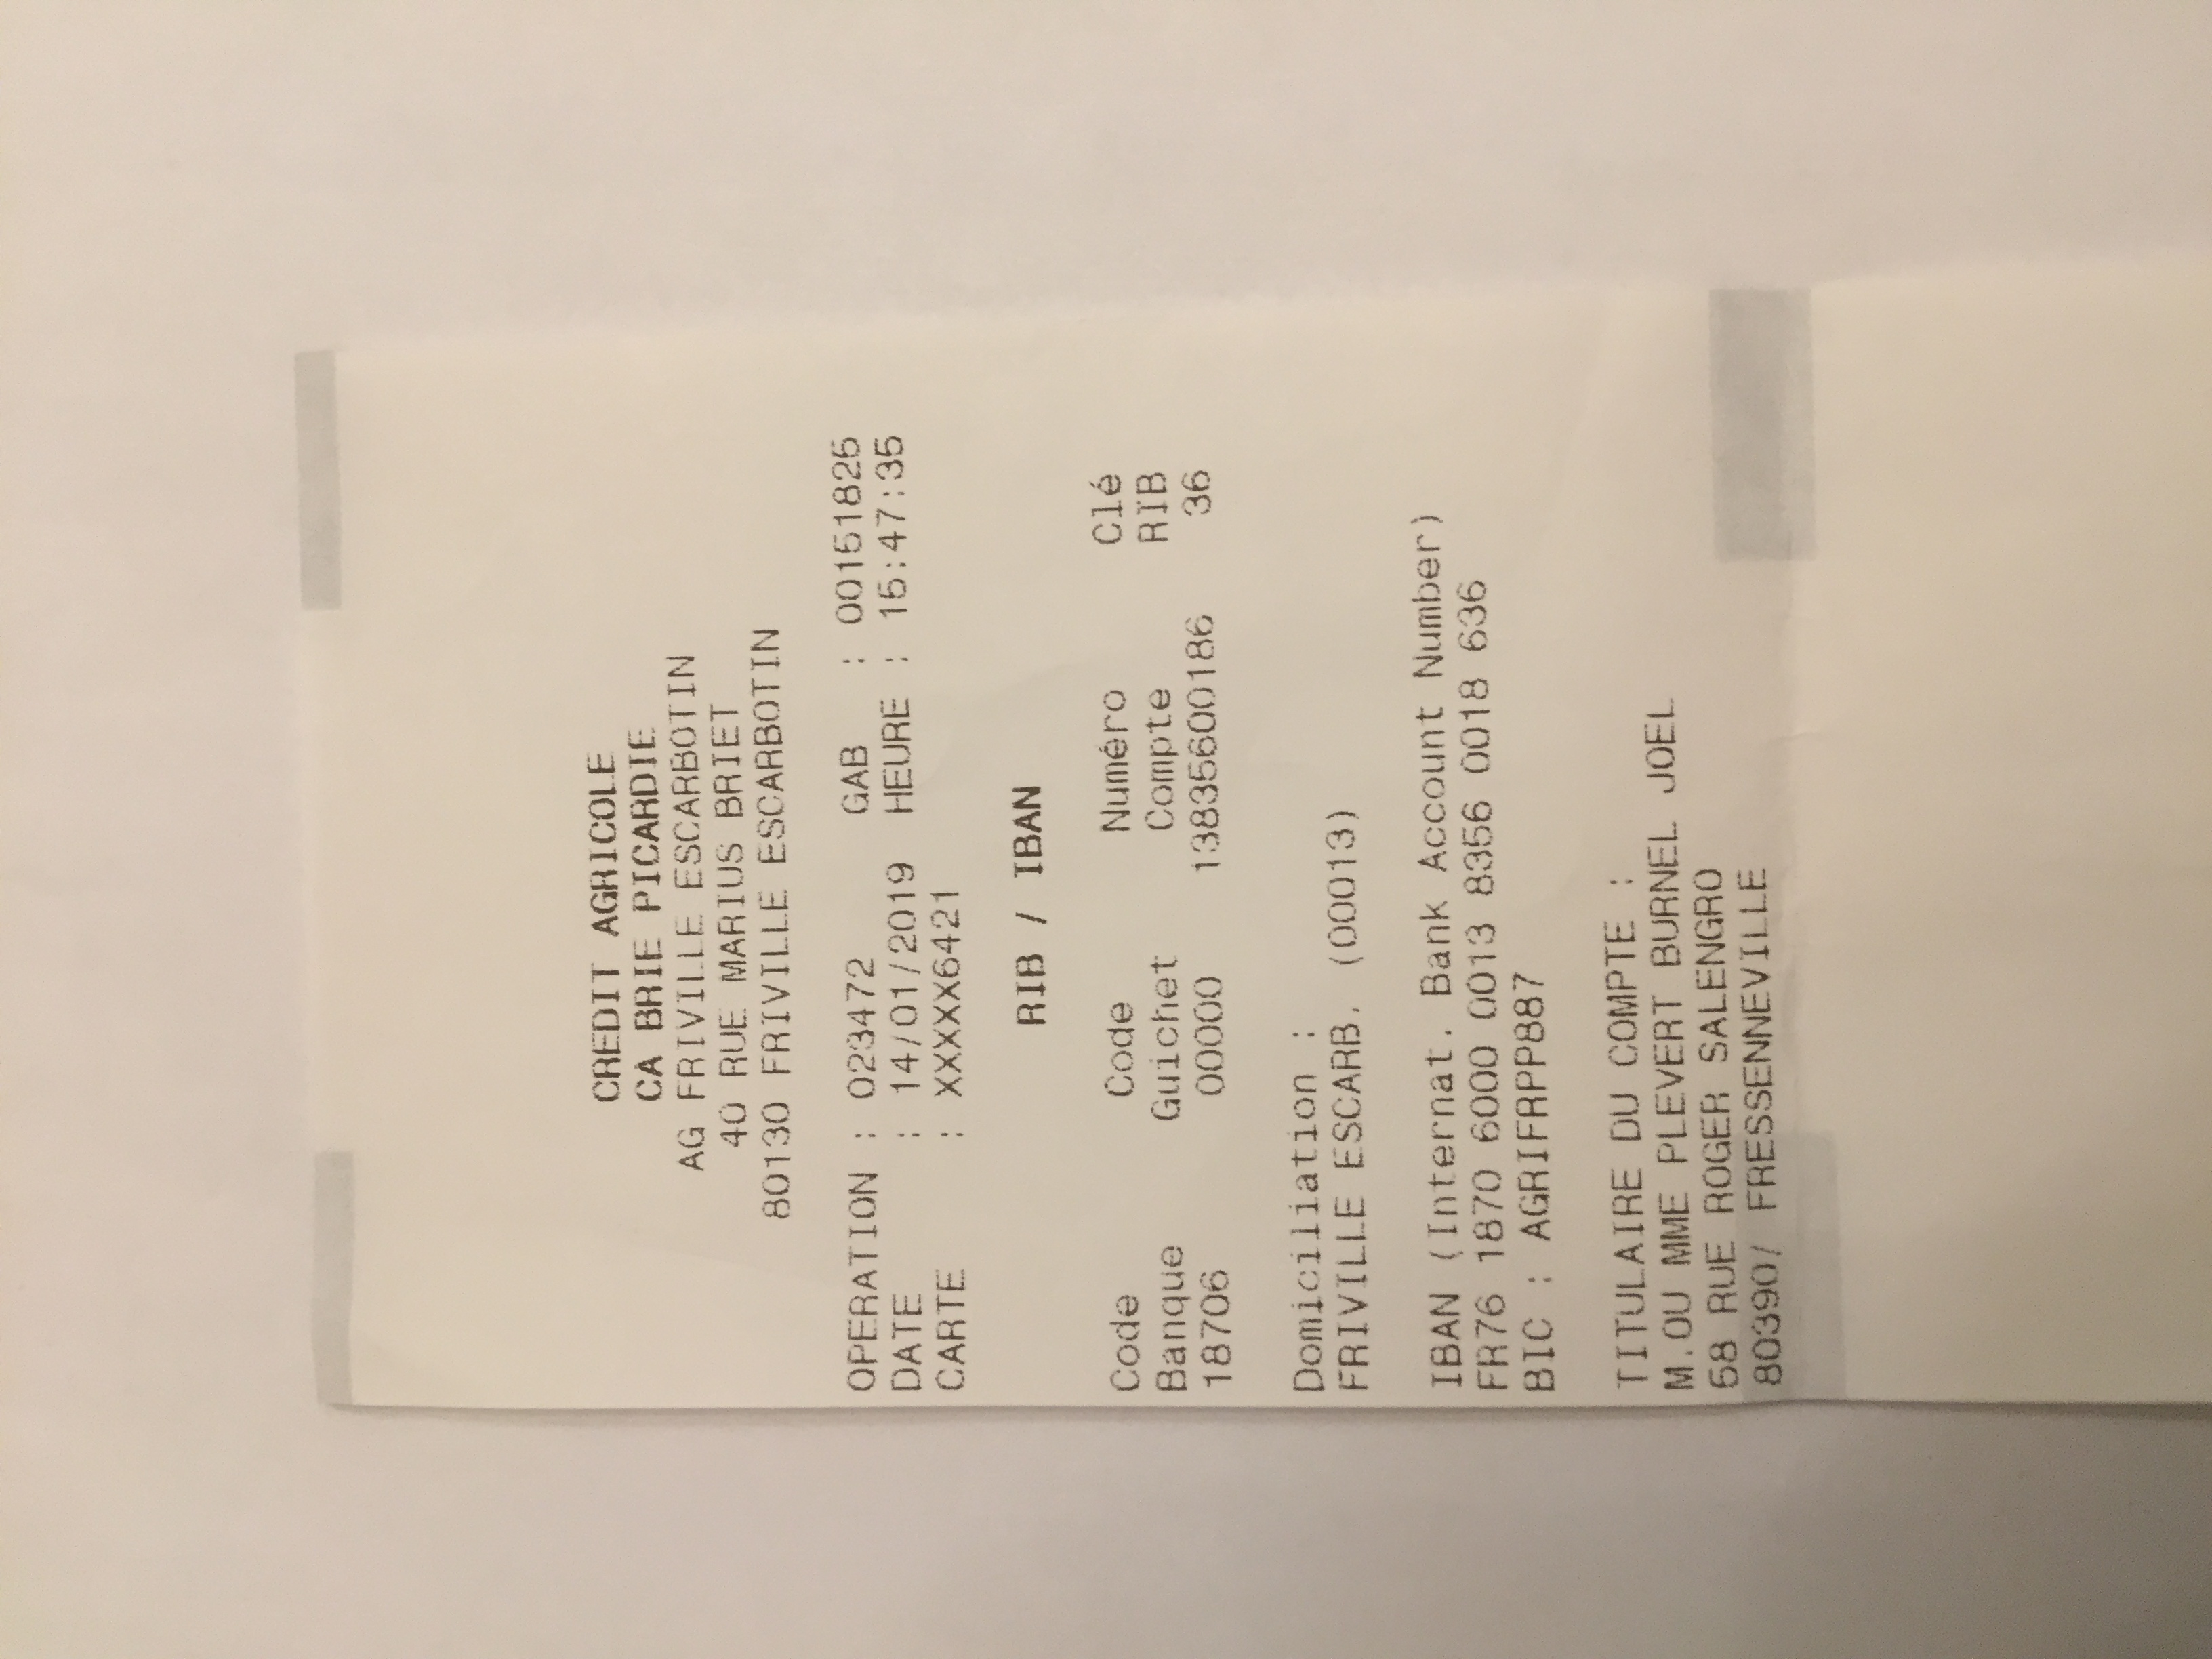 CREDIT AGRICOLE
CA BRIE PICARDIE
AG FRIVILLE ESCARBOTIN
40 RUE MARIUS BRIET
80130 FRIVILLE ESCARBOTIN
OPERATION : 023472 GAB : 00151825
DATE : 14/01/2019 HEURE : 15:47:35
CARTE : XXXXXX6421
RIB / IBAN
Code Code Numéro Clé
Banque Guichet Compte RIB
18706 00000 13835600186 36
Domiciliation :
FRIVILLE ESCARB. (00013)
IBAN (Internat. Bank Account Number)
FR76 1870 6000 0013 8356 0018 636
BIC : AGRIFRPP887
TITULAIRE DU COMPTE :
M.OU MME PLEVERT BURNEL JOEL
58 RUE ROGER SALENGRO
80390/ FRESSENNEVILLE